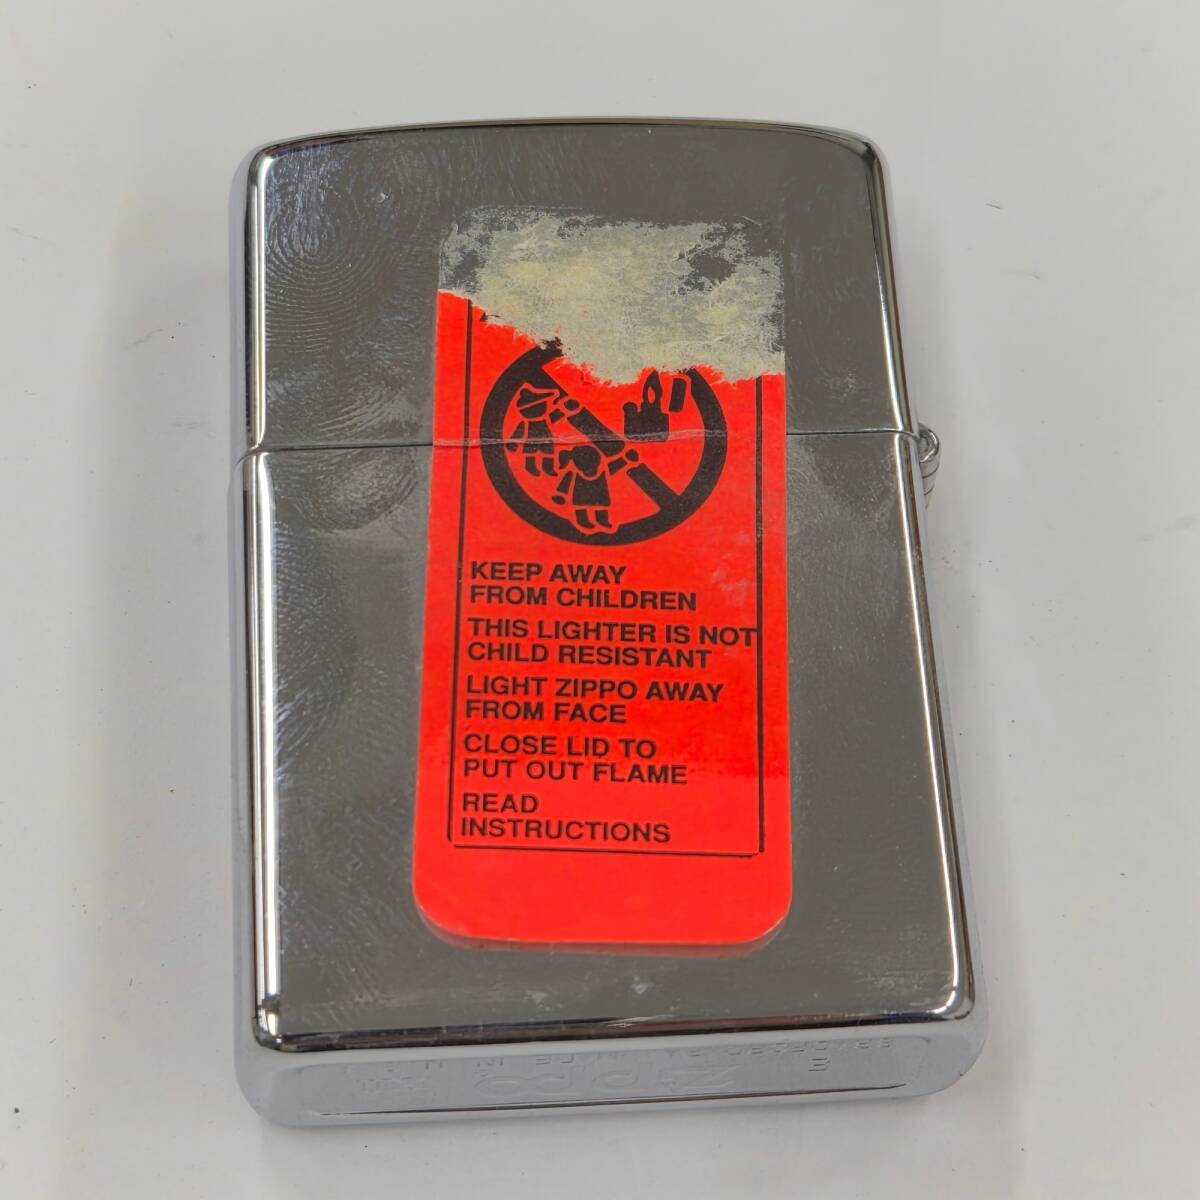 KEEP AWAY
FROM CHILDREN
THIS LIGHTER IS NOT
CHILD RESISTANT
LIGHT ZIPPO AWAY
FROM FACE
CLOSE LID TO
PUT OUT FLAME
READ
INSTRUCTIONS
Zippo